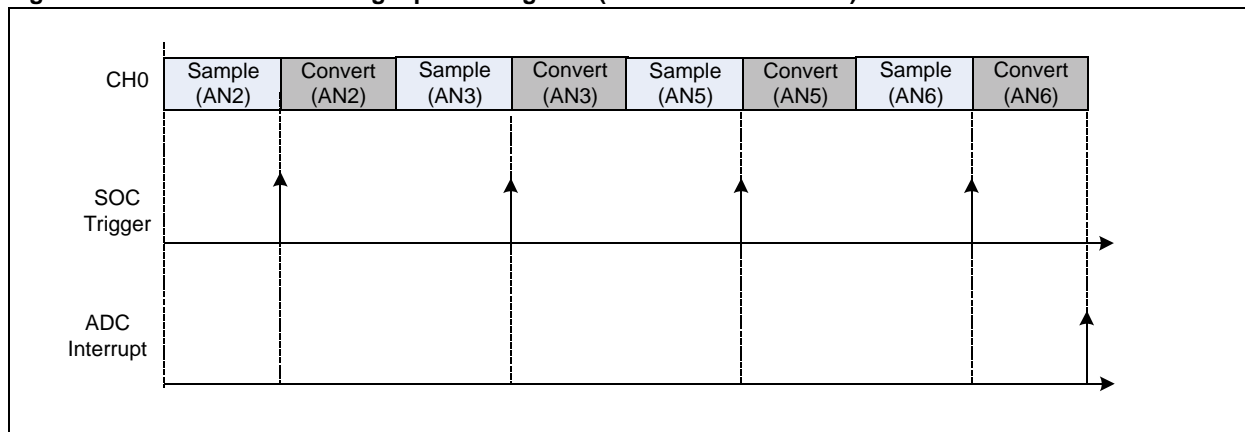 CH0
Sample
(AN2)
Convert
(AN2)
Sample
(AN3)
Convert
(AN3)
Sample
(AN5)
Convert
(AN5)
Sample
(AN6)
Convert
(AN6)
SOC
Trigger
ADC
Interrupt